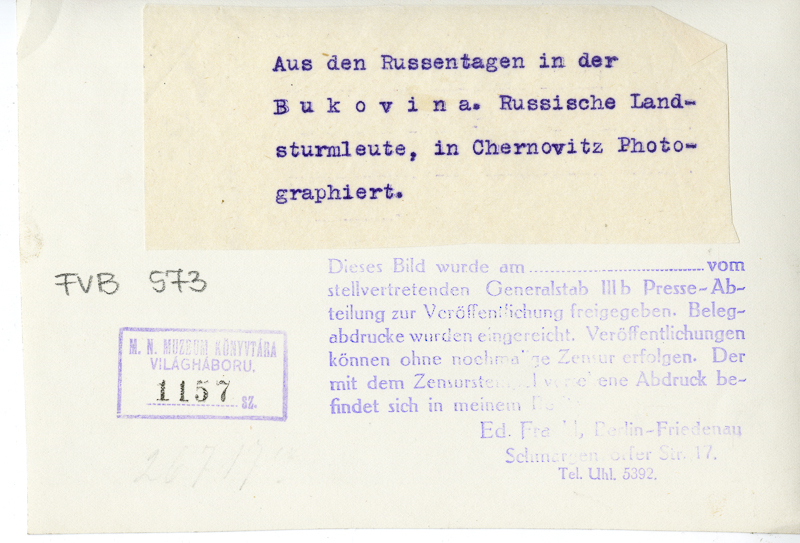 Aus den Russentagen in der
Bukovina. Russische Land-
sturmleute, in Chernovitz Photo-
graphiert.
FVB 573
Dieses Bild wurde am .......... vom
stellvertretenden Generalstab IIIb Presse-Ab-
teilung zur Veröffentlichung freigegeben. Beleg-
abdrucke wurden eingereicht. Veröffentlichungen
können ohne nochmalige Zensur erfolgen. Der
mit dem Abdruck be-
findet sich in meinem
Ed. Berlin-Friedenau
Str. 17.
Tel. Uhl. 5392.
M. N. MUZEUM KÖNYVTÁRA
VILÁGHÁBORU.
1157 SZ.